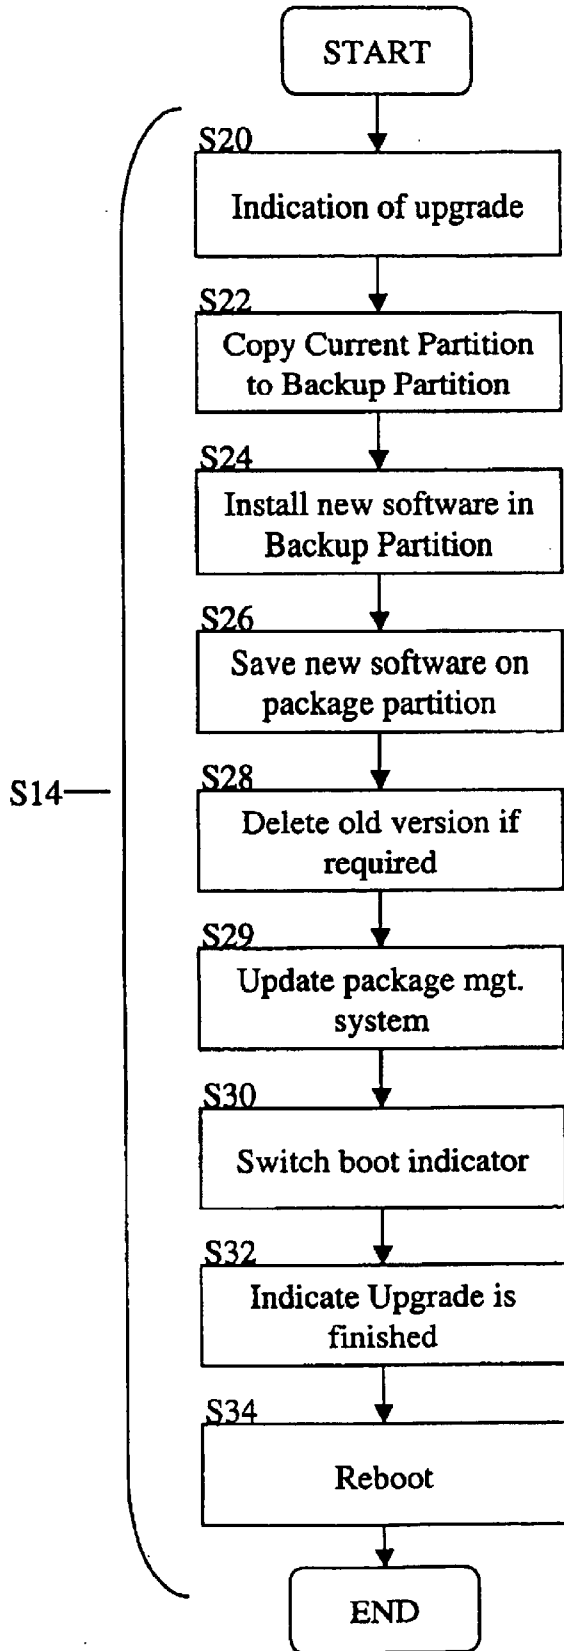 START
S20
Indication of upgrade
S22
Copy Current Partition
to Backup Partition
S24
Install new software in
Backup Partition
S26
Save new software on
package partition
S14
S28
Delete old version if
required
S29
Update package mgt.
system
S30
Switch boot indicator
S32
Indicate Upgrade is
finished
S34
Reboot
END